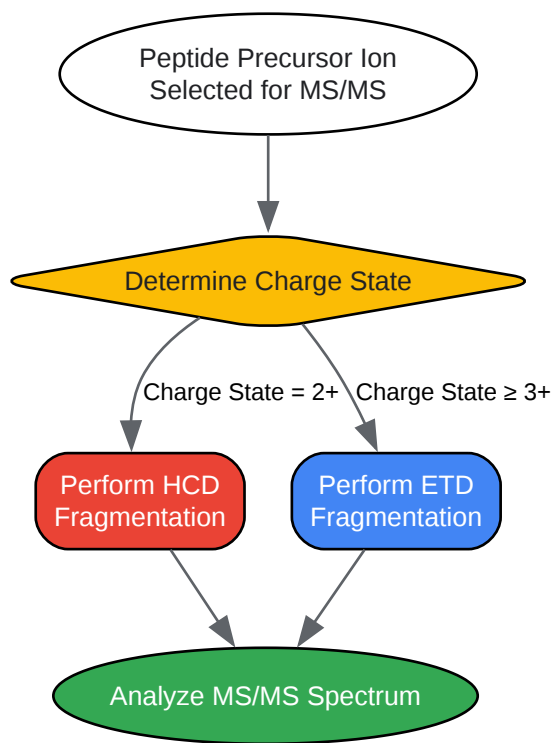 Peptide Precursor Ion
Selected for MS/MS
Determine Charge State
Charge State = 2+
Charge State ≥ 3+
Perform HCD
Fragmentation
Perform ETD
Fragmentation
Analyze MS/MS Spectrum